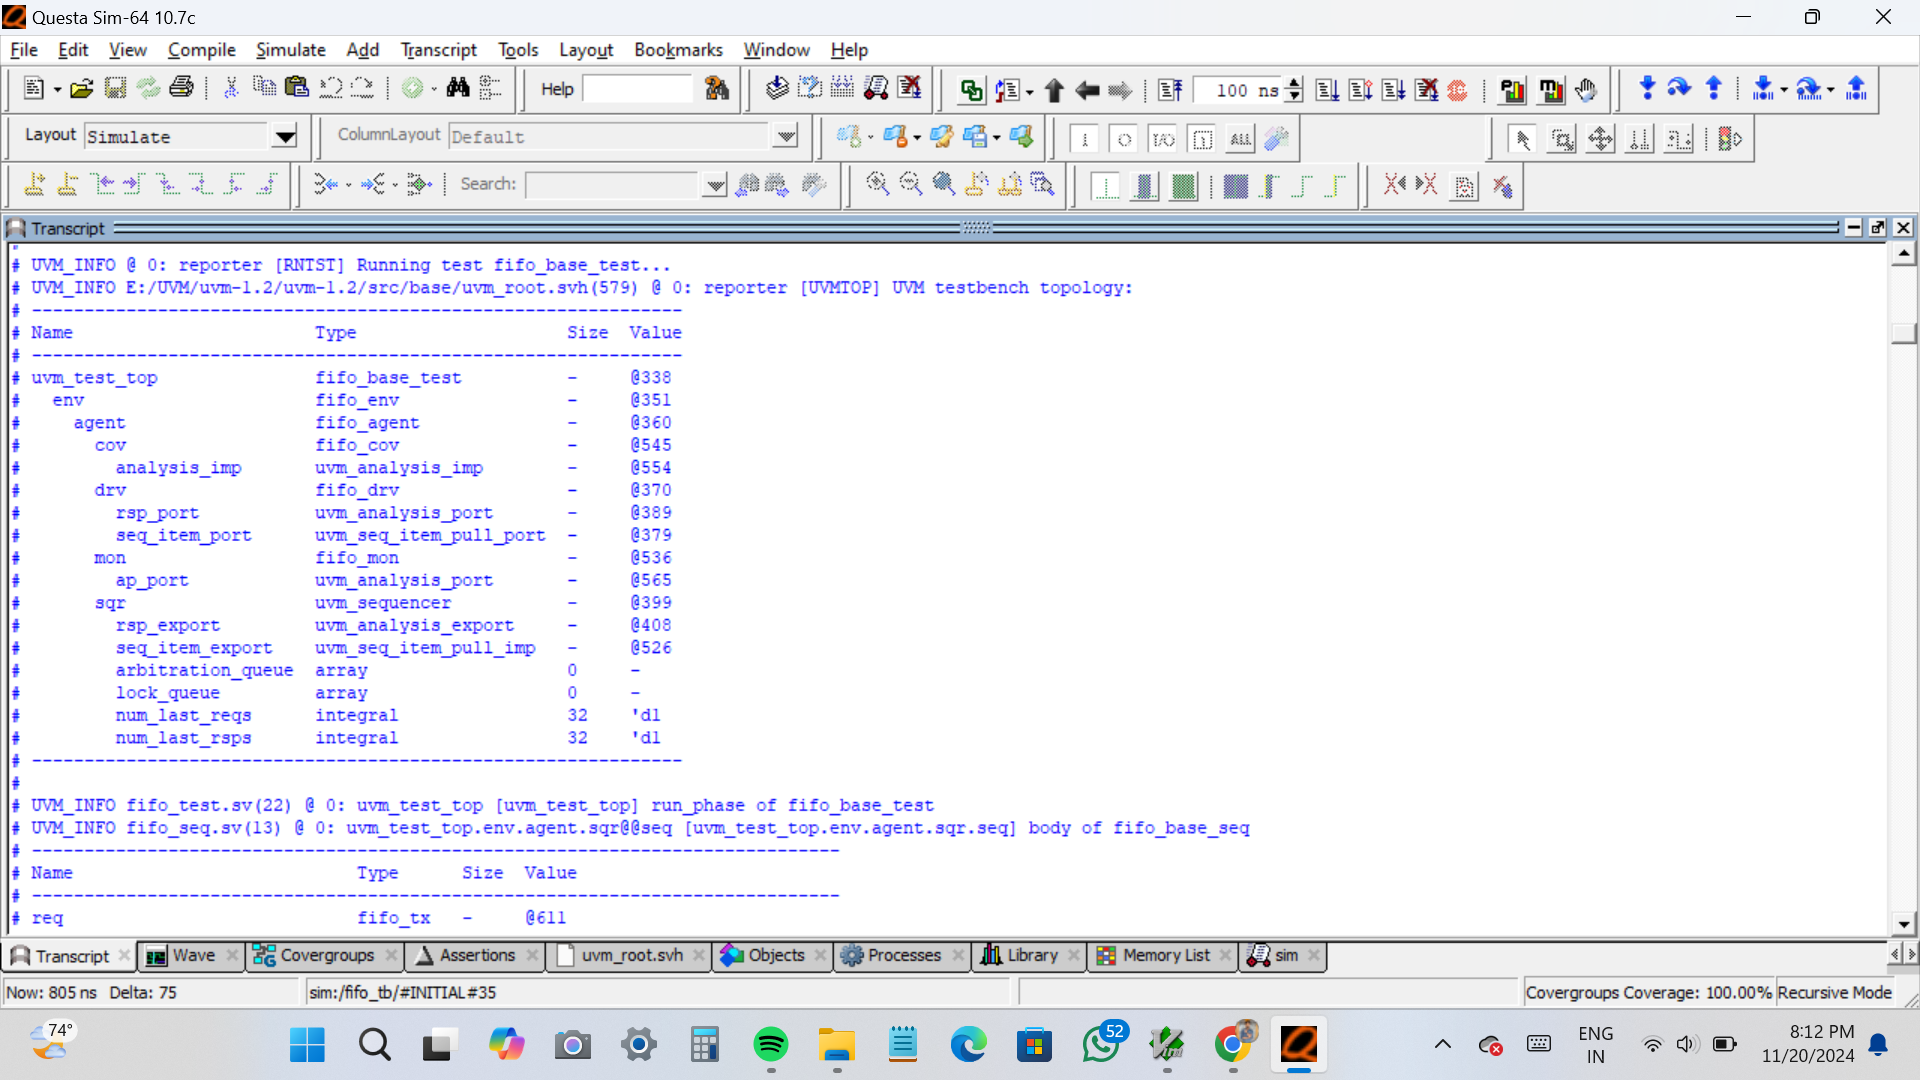 Questa Sim-64 10.7c
File Edit View Compile Simulate Add Transcript Tools Layout Bookmarks Window Help
Help 100 ns
Layout Simulate ColumnLayout Default ALL
Search:
Transcript
# UVM_INFO @ 0: reporter [RNTST] Running test fifo_base_test...
# UVM_INFO E:/UVM/uvm-1.2/uvm-1.2/src/base/uvm_root.svh(579) @ 0: reporter [UVMTOP] UVM testbench topology:
# --------------------------------------------------------------
# Name Type Size Value
# --------------------------------------------------------------
# uvm_test_top fifo_base_test - @338
# env fifo_env - @351
# agent fifo_agent - @360
# cov fifo_cov - @545
# analysis_imp uvm_analysis_imp - @554
# drv fifo_drv - @370
# rsp_port uvm_analysis_port - @389
# seq_item_port uvm_seq_item_pull_port - @379
# mon fifo_mon - @536
# ap_port uvm_analysis_port - @565
# sqr uvm_sequencer - @399
# rsp_export uvm_analysis_export - @408
# seq_item_export uvm_seq_item_pull_imp - @526
# arbitration_queue array 0 -
# lock_queue array 0 -
# num_last_reqs integral 32 'd1
# num_last_rsps integral 32 'd1
# --------------------------------------------------------------
#
# UVM_INFO fifo_test.sv(22) @ 0: uvm_test_top [uvm_test_top] run_phase of fifo_base_test
# UVM_INFO fifo_seq.sv(13) @ 0: uvm_test_top.env.agent.sqr@@seq [uvm_test_top.env.agent.sqr.seq] body of fifo_base_seq
# -----------------------------------------------------------------------------
# Name Type Size Value
# -----------------------------------------------------------------------------
# req fifo_tx - @611
Transcript Wave Covergroups Assertions uvm_root.svh Objects Processes Library Memory List sim
Now: 805 ns Delta: 75 sim:/fifo_tb/#INITIAL#35 Covergroups Coverage: 100.00% Recursive Mode
74° 52 ENG IN 8:12 PM 11/20/2024